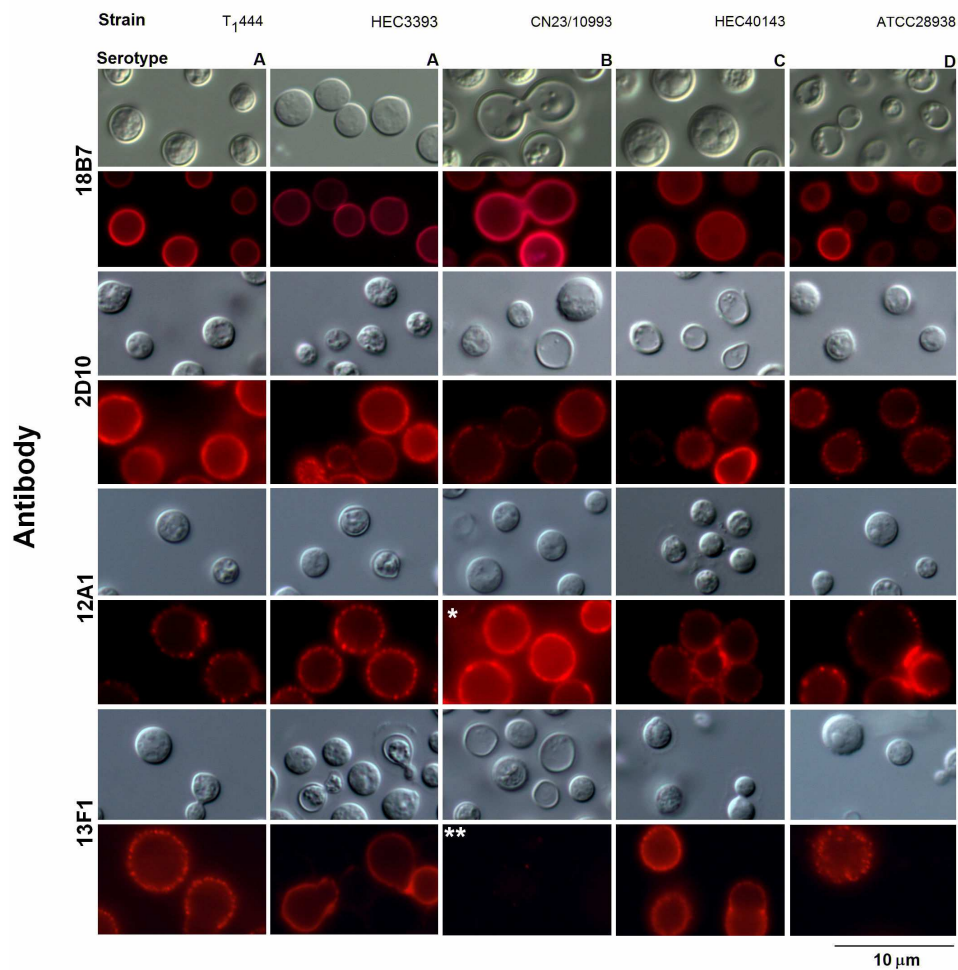 Strain T1444 HEC3393 CN23/10993 HEC40143 ATCC28938
Serotype A A B C D
Antibody
18B7
2D10
12A1
*
13F1
**
10 µm